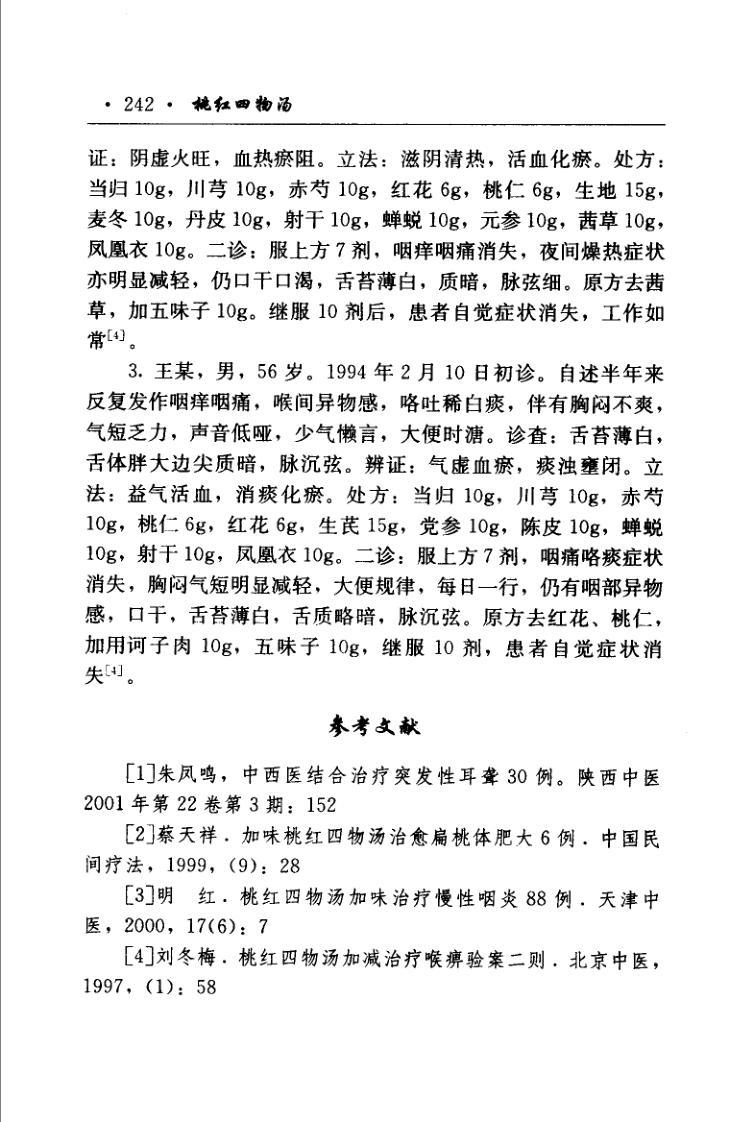 · 242 · 桃红四物汤
证：阴虚火旺，血热瘀阻。立法：滋阴清热，活血化瘀。处方：
当归 10g，川芎 10g，赤芍 10g，红花 6g，桃仁 6g，生地 15g，
麦冬 10g，丹皮 10g，射干 10g，蝉蜕 10g，元参 10g，茜草 10g，
凤凰衣 10g。二诊：服上方 7 剂，咽痒咽痛消失，夜间燥热症状
亦明显减轻，仍口干口渴，舌苔薄白，质暗，脉弦细。原方去茜
草，加五味子 10g。继服 10 剂后，患者自觉症状消失，工作如
常[4]。
3. 王某，男，56 岁。1994 年 2 月 10 日初诊。自述半年来
反复发作咽痒咽痛，喉间异物感，咯吐稀白痰，伴有胸闷不爽，
气短乏力，声音低哑，少气懒言，大便时溏。诊查：舌苔薄白，
舌体胖大边尖质暗，脉沉弦。辨证：气虚血瘀，痰浊壅闭。立
法：益气活血，消痰化瘀。处方：当归 10g，川芎 10g，赤芍
10g，桃仁 6g，红花 6g，生芪 15g，党参 10g，陈皮 10g，蝉蜕
10g，射干 10g，凤凰衣 10g。二诊：服上方 7 剂，咽痛咯痰症状
消失，胸闷气短明显减轻，大便规律，每日一行，仍有咽部异物
感，口干，舌苔薄白，舌质略暗，脉沉弦。原方去红花、桃仁，
加用诃子肉 10g，五味子 10g，继服 10 剂，患者自觉症状消
失[4]。
参考文献
[1]朱凤鸣，中西医结合治疗突发性耳聋 30 例。陕西中医
2001 年第 22 卷第 3 期：152
[2]蔡天祥．加味桃红四物汤治愈扁桃体肥大 6 例．中国民
间疗法，1999，（9）：28
[3]明　红．桃红四物汤加味治疗慢性咽炎 88 例．天津中
医，2000，17(6)：7
[4]刘冬梅．桃红四物汤加减治疗喉痹验案二则．北京中医，
1997，（1）：58